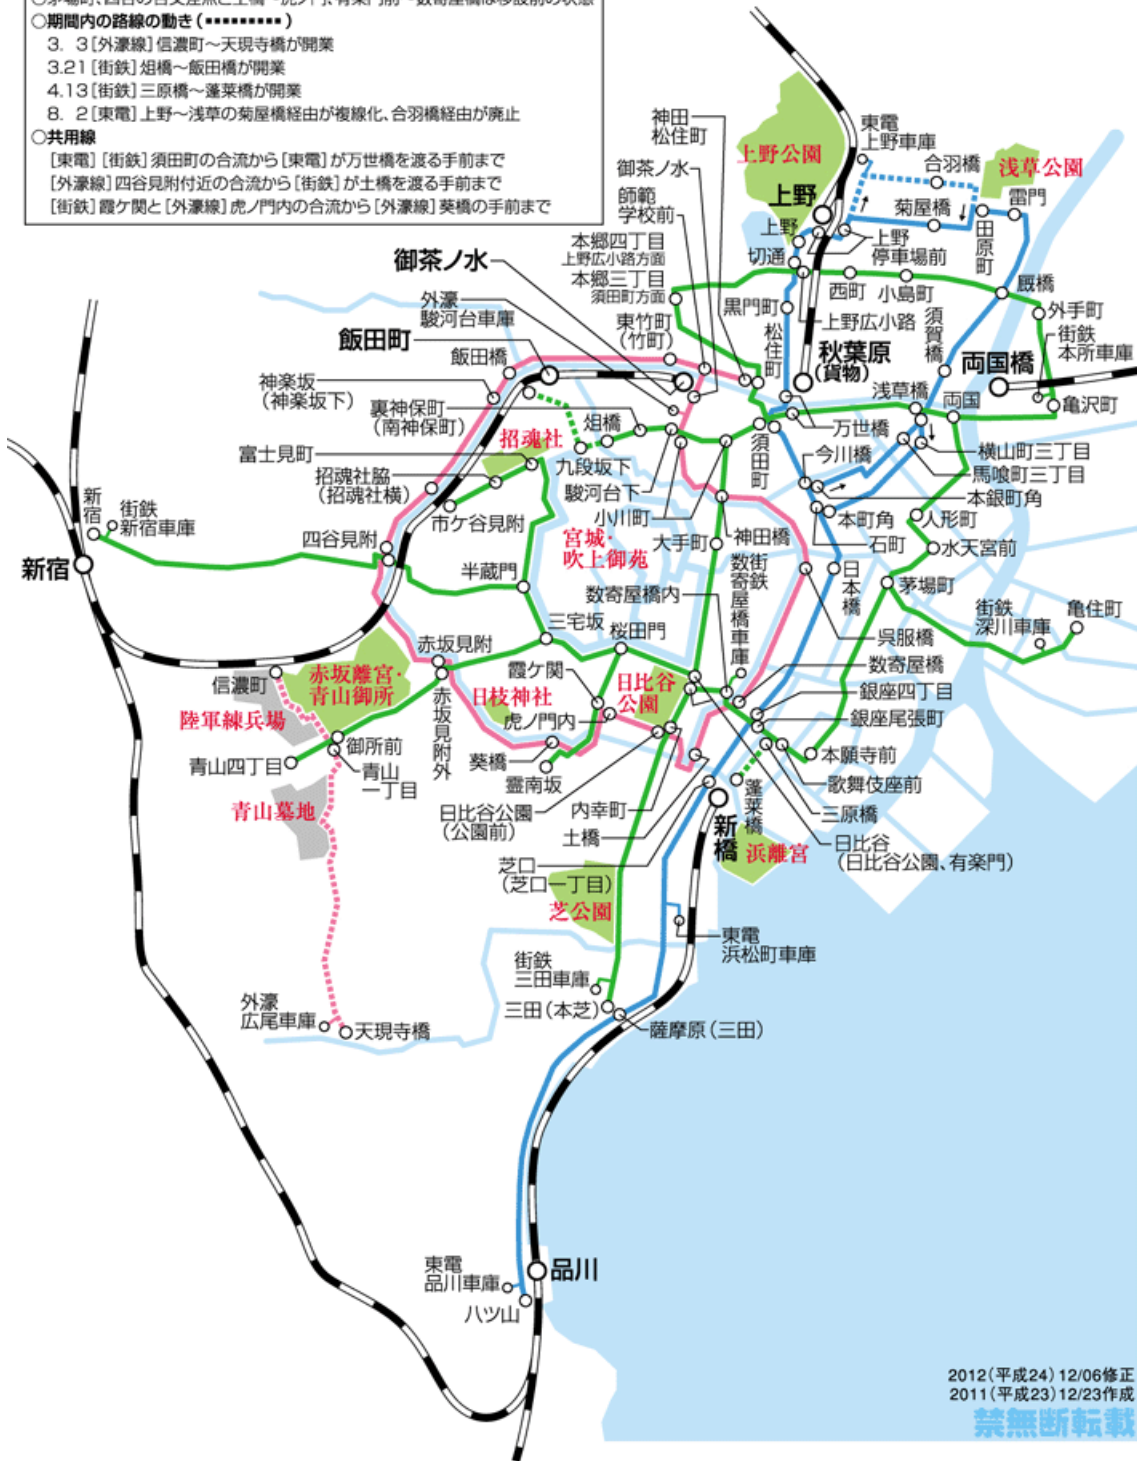 ○期間内の路線の動き(▪▪▪▪▪▪▪▪▪)
3. 3[外濠線]信濃町〜天現寺橋が開業
3.21[街鉄]俎橋〜飯田橋が開業
4.13[街鉄]三原橋〜蓬莱橋が開業
8. 2[東電]上野〜浅草の菊屋橋経由が複線化、合羽橋経由が廃止
○共用線
[東電][街鉄]須田町の合流から[東電]が万世橋を渡る手前まで
[外濠線]四谷見附付近の合流から[街鉄]が土橋を渡る手前まで
[街鉄]霞ケ関と[外濠線]虎ノ門内の合流から[外濠線]葵橋の手前まで
神田
松住町
御茶ノ水
師範
学校前
本郷四丁目
上野広小路方面
本郷三丁目
須田町方面
東竹町
(竹町)
上野公園
東電
上野車庫
合羽橋
浅草公園
雷門
菊屋橋
田原町
上野
上野
切通
上野
停車場前
西町
小島町
厩橋
外手町
街鉄
本所車庫
黒門町
松住町
上野広小路
須賀橋
秋葉原
(貨物)
両国橋
浅草橋
両国
亀沢町
御茶ノ水
外濠
駿河台車庫
飯田町
飯田橋
神楽坂
(神楽坂下)
裏神保町
(南神保町)
俎橋
招魂社
富士見町
九段坂下
招魂社脇
(招魂社横)
駿河台下
市ケ谷見附
小川町
須田町
万世橋
今川橋
横山町三丁目
馬喰町三丁目
本銀町角
本町角
石町
人形町
水天宮前
茅場町
神田橋
大手町
宮城・
吹上御苑
新宿
街鉄
新宿車庫
新宿
四谷見附
半蔵門
数寄屋橋内
街鉄
数寄屋橋車庫
日本橋
呉服橋
街鉄
深川車庫
亀住町
三宅坂
桜田門
赤坂見附
霞ケ関
数寄屋橋
銀座四丁目
銀座尾張町
信濃町
赤坂離宮・
青山御所
陸軍練兵場
日枝神社
日比谷
公園
虎ノ門内
赤坂見附外
御所前
青山四丁目
青山
一丁目
葵橋
霊南坂
本願寺前
歌舞伎座前
三原橋
蓬莱橋
日比谷
(日比谷公園、有楽門)
青山墓地
日比谷公園
(公園前)
内幸町
土橋
新橋
浜離宮
芝口
(芝口一丁目)
芝公園
東電
浜松町車庫
街鉄
三田車庫
三田(本芝)
薩摩原(三田)
外濠
広尾車庫
天現寺橋
東電
品川車庫
品川
八ツ山
2012(平成24)12/06修正
2011(平成23)12/23作成
禁無断転載